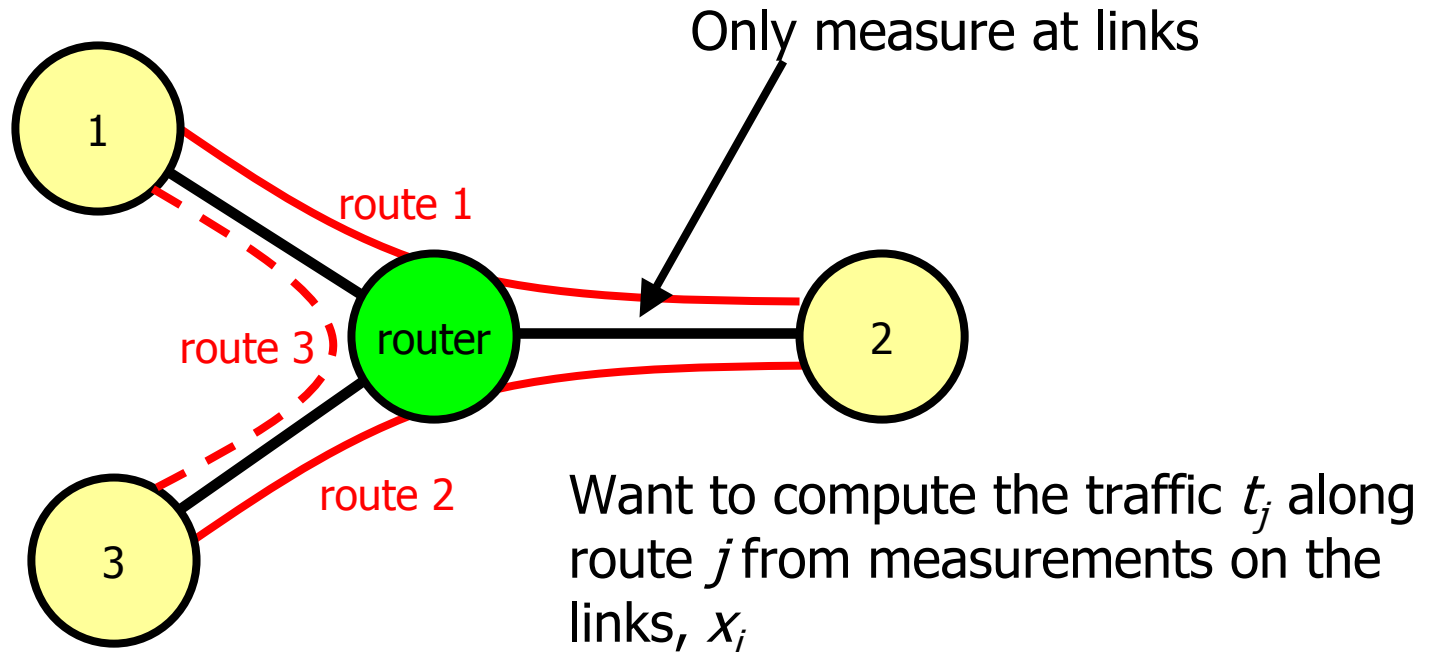 Only measure at links
1
route 1
route 3
router
2
route 2
3
Want to compute the traffic tj along
route j from measurements on the
links, xi